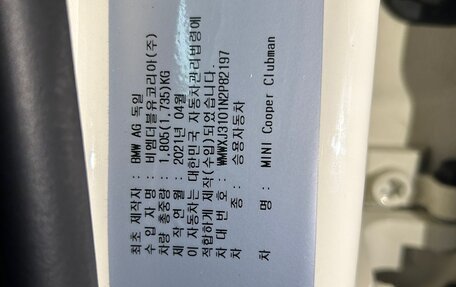 최초 제작자 : BMW AG 독일
수 입 자 명 : 비엠더블유코리아(주)
차량 총중량 : 1,805(1,735)KG
제 작 연 월 : 2021년 04월
이 자동차는 대한민국 자동차관리법령에
적합하게 제작(수입)되었습니다.
차 대 번 호 : WMWXJ3101N2P82197
차 종 : 승용자동차
차 명 : MINI Cooper Clubman